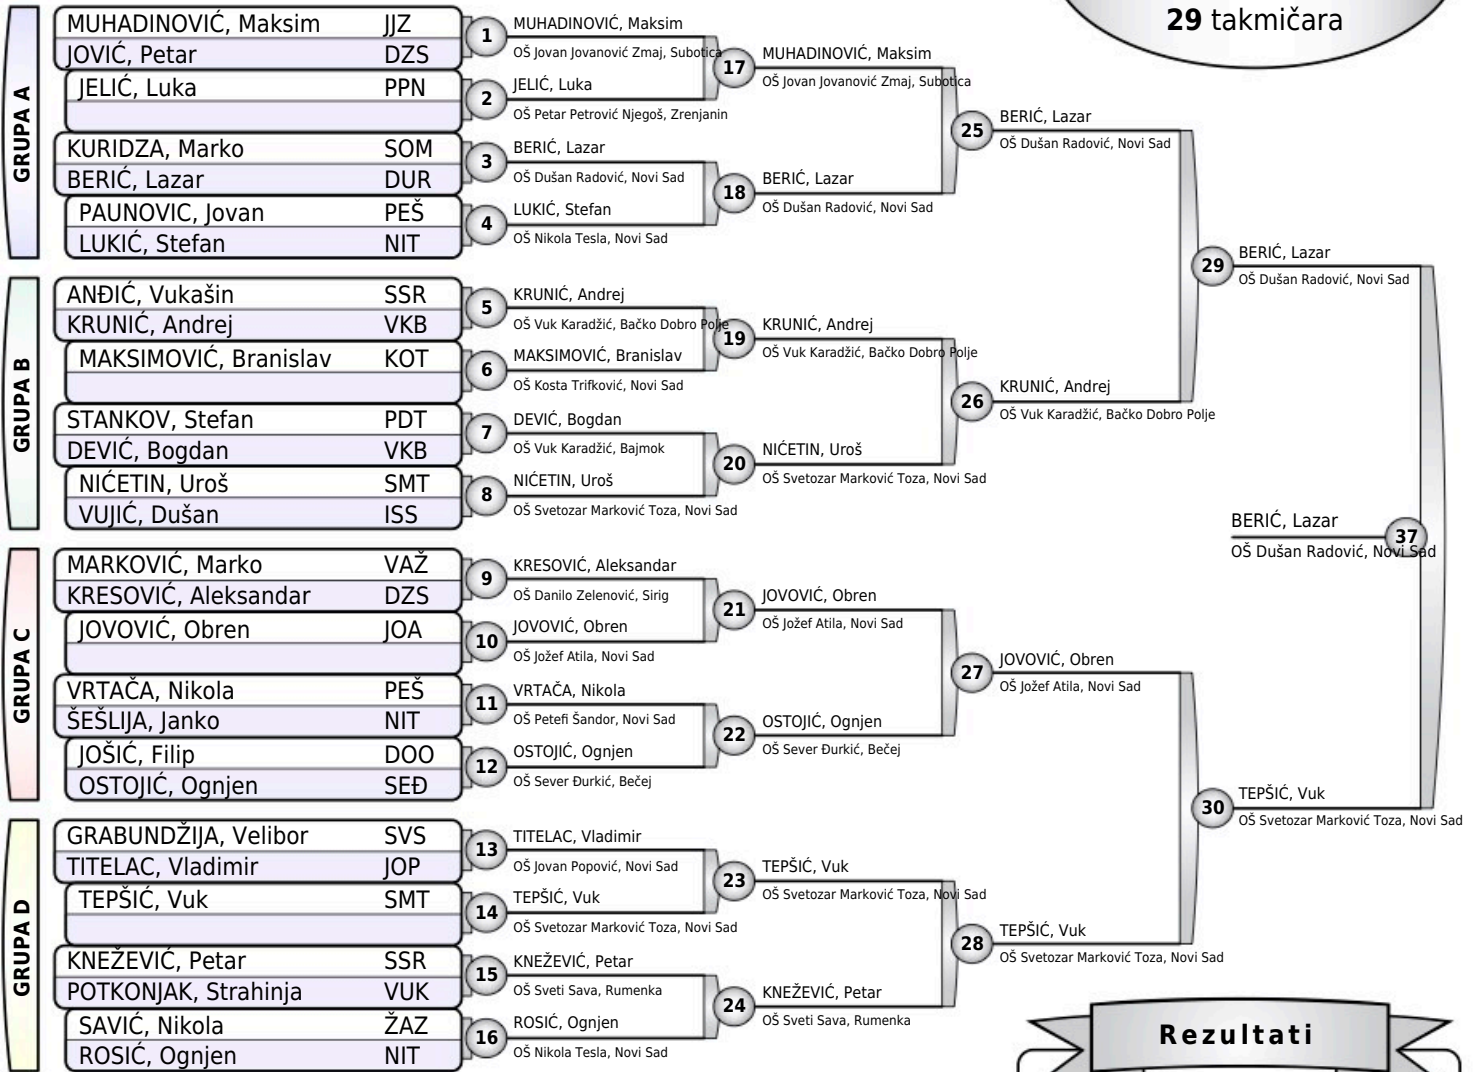 29 takmičara
GRUPA A
MUHADINOVIĆ, Maksim JJZ
JOVIĆ, Petar DZS
JELIĆ, Luka PPN
KURIDZA, Marko SOM
BERIĆ, Lazar DUR
PAUNOVIC, Jovan PEŠ
LUKIĆ, Stefan NIT
GRUPA B
ANĐIĆ, Vukašin SSR
KRUNIĆ, Andrej VKB
MAKSIMOVIĆ, Branislav KOT
STANKOV, Stefan PDT
DEVIĆ, Bogdan VKB
NIĆETIN, Uroš SMT
VUJIĆ, Dušan ISS
GRUPA C
MARKOVIĆ, Marko VAŽ
KRESOVIĆ, Aleksandar DZS
JOVOVIĆ, Obren JOA
VRTAČA, Nikola PEŠ
ŠEŠLIJA, Janko NIT
JOŠIĆ, Filip DOO
OSTOJIĆ, Ognjen SEĐ
GRUPA D
GRABUNDŽIJA, Velibor SVS
TITELAC, Vladimir JOP
TEPŠIĆ, Vuk SMT
KNEŽEVIĆ, Petar SSR
POTKONJAK, Strahinja VUK
SAVIĆ, Nikola ŽAZ
ROSIĆ, Ognjen NIT
1
MUHADINOVIĆ, Maksim
OŠ Jovan Jovanović Zmaj, Subotica
2
JELIĆ, Luka
OŠ Petar Petrović Njegoš, Zrenjanin
3
BERIĆ, Lazar
OŠ Dušan Radović, Novi Sad
4
LUKIĆ, Stefan
OŠ Nikola Tesla, Novi Sad
5
KRUNIĆ, Andrej
OŠ Vuk Karadžić, Bačko Dobro Polje
6
MAKSIMOVIĆ, Branislav
OŠ Kosta Trifković, Novi Sad
7
DEVIĆ, Bogdan
OŠ Vuk Karadžić, Bajmok
8
NIĆETIN, Uroš
OŠ Svetozar Marković Toza, Novi Sad
9
KRESOVIĆ, Aleksandar
OŠ Danilo Zelenović, Sirig
10
JOVOVIĆ, Obren
OŠ Jožef Atila, Novi Sad
11
VRTAČA, Nikola
OŠ Petefi Šandor, Novi Sad
12
OSTOJIĆ, Ognjen
OŠ Sever Đurkić, Bečej
13
TITELAC, Vladimir
OŠ Jovan Popović, Novi Sad
14
TEPŠIĆ, Vuk
OŠ Svetozar Marković Toza, Novi Sad
15
KNEŽEVIĆ, Petar
OŠ Sveti Sava, Rumenka
16
ROSIĆ, Ognjen
OŠ Nikola Tesla, Novi Sad
17
MUHADINOVIĆ, Maksim
OŠ Jovan Jovanović Zmaj, Subotica
18
BERIĆ, Lazar
OŠ Dušan Radović, Novi Sad
19
KRUNIĆ, Andrej
OŠ Vuk Karadžić, Bačko Dobro Polje
20
NIĆETIN, Uroš
OŠ Svetozar Marković Toza, Novi Sad
21
JOVOVIĆ, Obren
OŠ Jožef Atila, Novi Sad
22
OSTOJIĆ, Ognjen
OŠ Sever Đurkić, Bečej
23
TEPŠIĆ, Vuk
OŠ Svetozar Marković Toza, Novi Sad
24
KNEŽEVIĆ, Petar
OŠ Sveti Sava, Rumenka
25
BERIĆ, Lazar
OŠ Dušan Radović, Novi Sad
26
KRUNIĆ, Andrej
OŠ Vuk Karadžić, Bačko Dobro Polje
27
JOVOVIĆ, Obren
OŠ Jožef Atila, Novi Sad
28
TEPŠIĆ, Vuk
OŠ Svetozar Marković Toza, Novi Sad
29
BERIĆ, Lazar
OŠ Dušan Radović, Novi Sad
30
TEPŠIĆ, Vuk
OŠ Svetozar Marković Toza, Novi Sad
37
BERIĆ, Lazar
OŠ Dušan Radović, Novi Sad
Rezultati